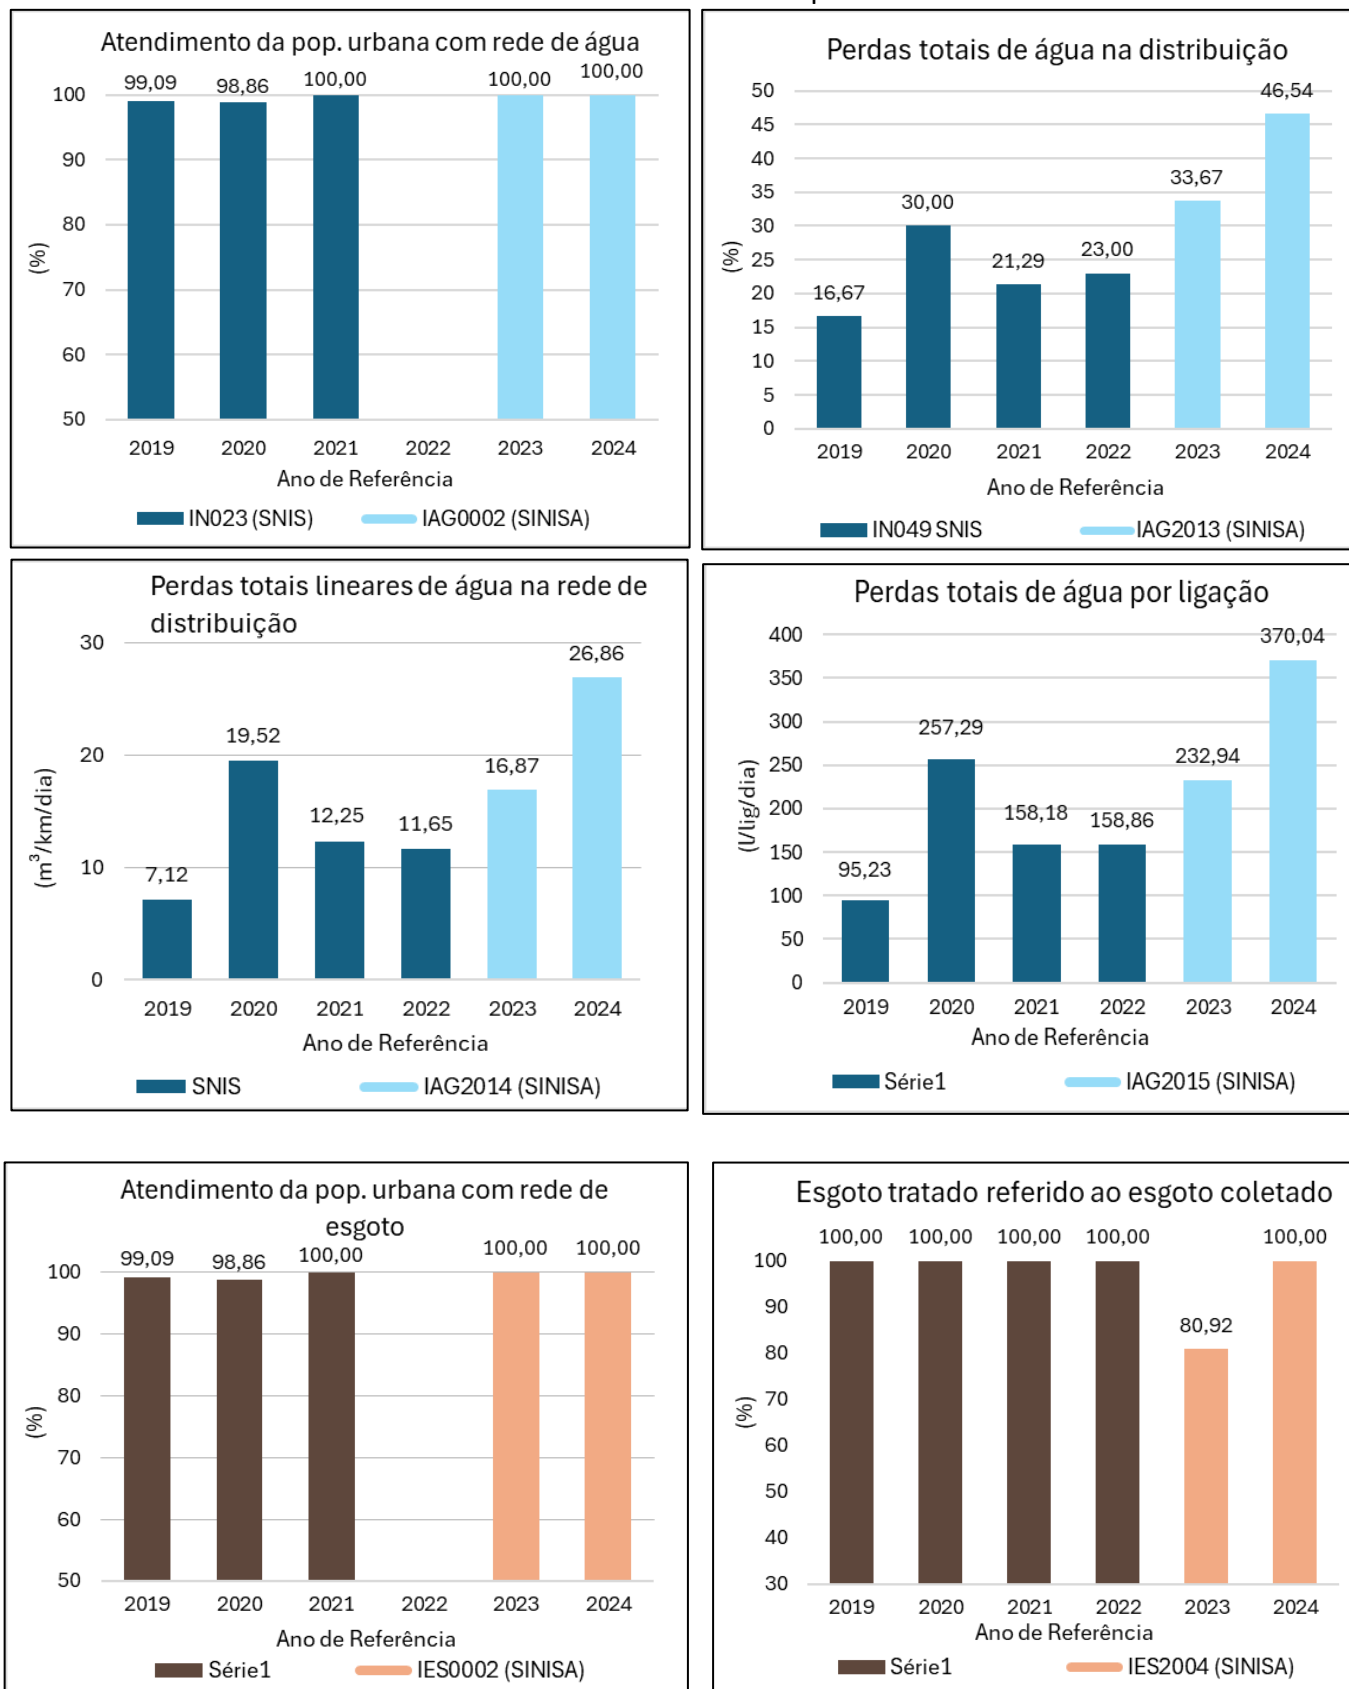 Atendimento da pop. urbana com rede de água
99,09
98,86
100,00
100,00
100,00
100
90
80
70
60
50
(%)
2019 2020 2021 2022 2023 2024
Ano de Referência
IN023 (SNIS) IAG0002 (SINISA)
Perdas totais de água na distribuição
50
45
40
35
30
25
20
15
10
5
0
(%)
16,67
30,00
21,29
23,00
33,67
46,54
2019 2020 2021 2022 2023 2024
Ano de Referência
IN049 SNIS IAG2013 (SINISA)
Perdas totais lineares de água na rede de
distribuição
30
20
10
0
(m³/km/dia)
7,12
19,52
12,25
11,65
16,87
26,86
2019 2020 2021 2022 2023 2024
Ano de Referência
SNIS IAG2014 (SINISA)
Perdas totais de água por ligação
400
350
300
250
200
150
100
50
0
(l/lig/dia)
95,23
257,29
158,18
158,86
232,94
370,04
2019 2020 2021 2022 2023 2024
Ano de Referência
Série1 IAG2015 (SINISA)
Atendimento da pop. urbana com rede de
esgoto
99,09
98,86
100,00
100,00
100,00
100
90
80
70
60
50
(%)
2019 2020 2021 2022 2023 2024
Ano de Referência
Série1 IES0002 (SINISA)
Esgoto tratado referido ao esgoto coletado
100,00
100,00
100,00
100,00
80,92
100,00
100
90
80
70
60
50
40
30
(%)
2019 2020 2021 2022 2023 2024
Ano de Referência
Série1 IES2004 (SINISA)